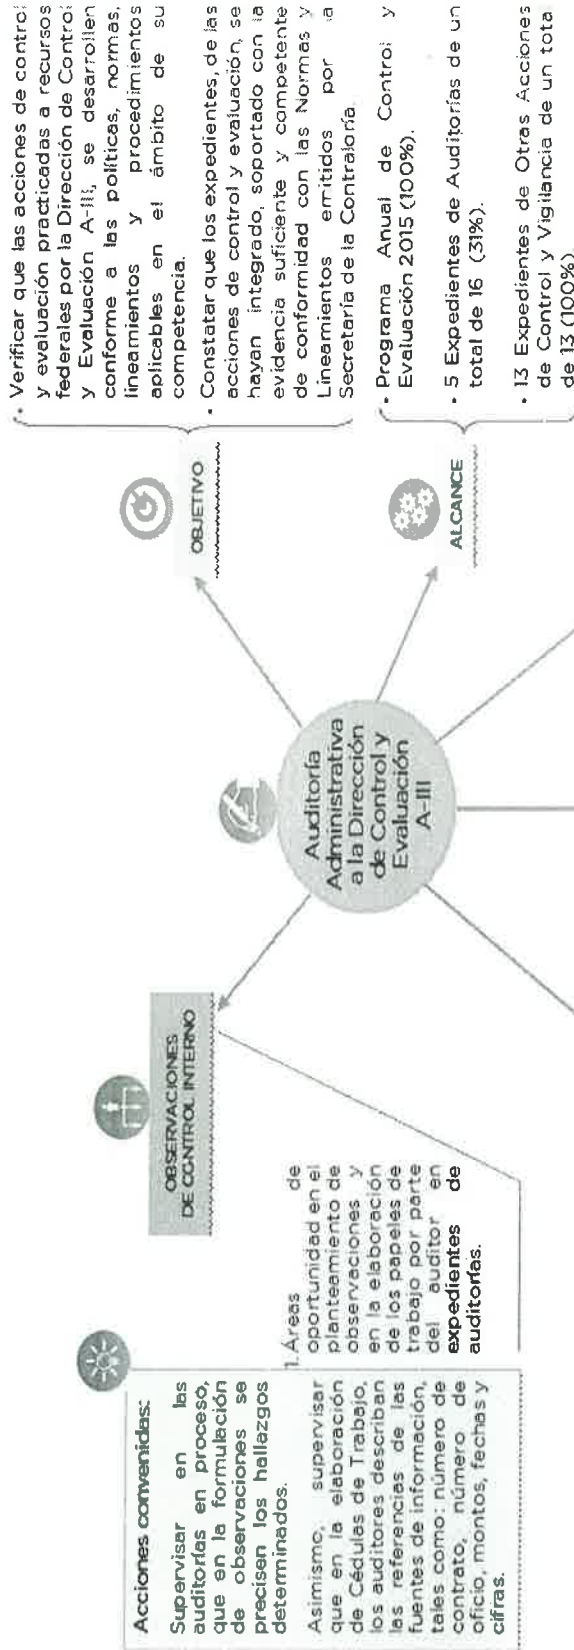 Acciones convenidas:
Supervisar en las
auditorías en proceso,
que en la formulación
de observaciones se
precisen los hallazgos
determinados.
Asimismo, supervisar
que en la elaboración
de Cédulas de Trabajo,
los auditores describan
las referencias de las
fuentes de información,
tales como: número de
contrato, número de
oficio, montos, fechas y
cifras.
OBSERVACIONES
DE CONTROL INTERNO
1. Áreas de
oportunidad en el
planteamiento de
observaciones y
en la elaboración
de los papeles de
trabajo por parte
del auditor en
expedientes de
auditorías.
Auditoría
Administrativa
a la Dirección
de Control y
Evaluación
A-III
OBJETIVO
• Verificar que las acciones de control
y evaluación practicadas a recursos
federales por la Dirección de Control
y Evaluación A-III, se desarrollen
conforme a las políticas, normas,
lineamientos y procedimientos
aplicables en el ámbito de su
competencia.
• Constatar que los expedientes, de las
acciones de control y evaluación, se
hayan integrado, soportado con la
evidencia suficiente y competente
de conformidad con las Normas y
Lineamientos emitidos por la
Secretaría de la Contraloría.
ALCANCE
• Programa Anual de Control y
Evaluación 2015 (100%).
• 5 Expedientes de Auditorías de un
total de 16 (31%).
• 13 Expedientes de Otras Acciones
de Control y Vigilancia de un total
de 13 (100%).